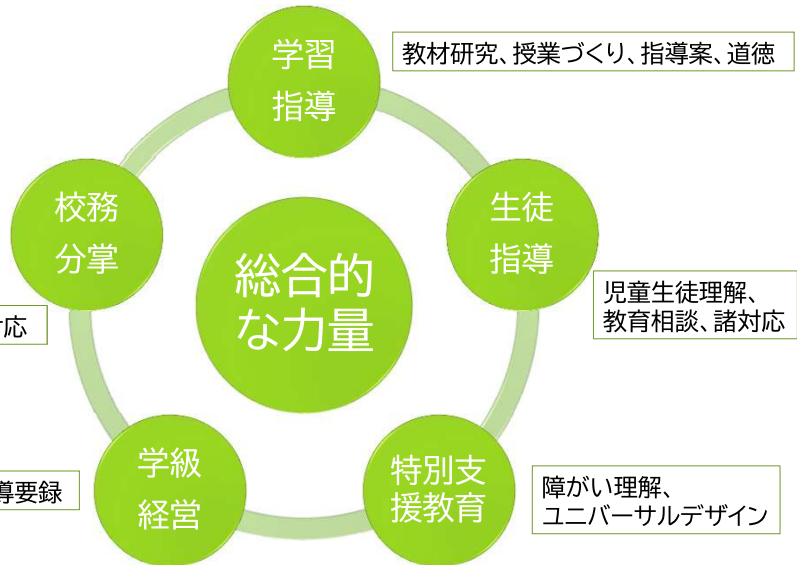 学習
指導
教材研究、授業づくり、指導案、道徳
校務
分掌
生徒
指導
総合的
な力量
児童生徒理解、
教育相談、諸対応
応
学級
経営
導要録
特別支
援教育
障がい理解、
ユニバーサルデザイン